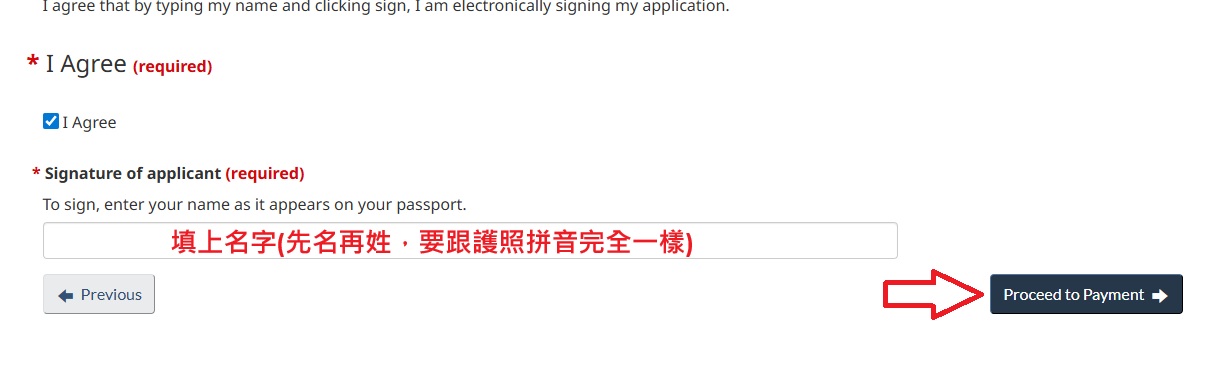 I agree that by typing my name and clicking sign, I am electronically signing my application.
* I Agree (required)
I Agree
* Signature of applicant (required)
To sign, enter your name as it appears on your passport.
填上名字(先名再姓，要跟護照拼音完全一樣)
Previous
Proceed to Payment